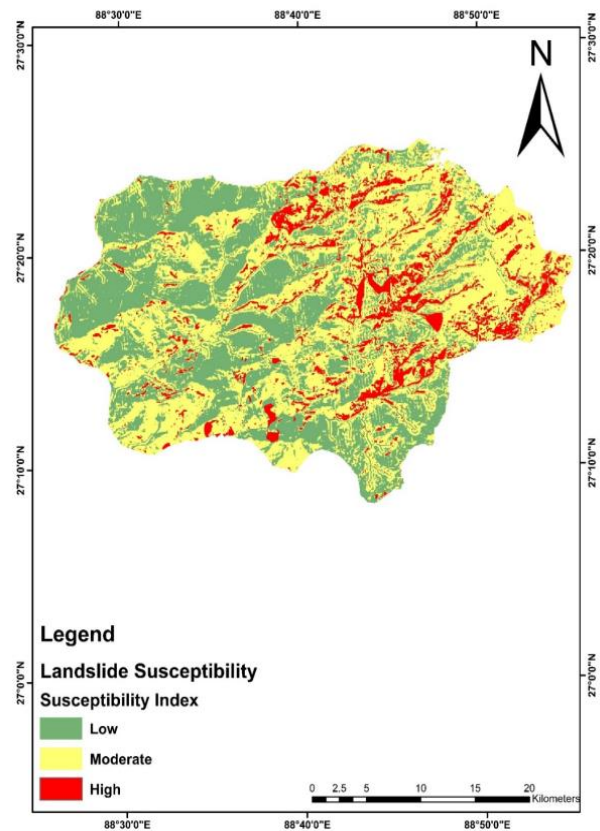 88°30'0"E 88°40'0"E 88°50'0"E
27°30'0"N 27°30'0"N
N
27°20'0"N 27°20'0"N
27°10'0"N 27°10'0"N
27°0'0"N 27°0'0"N
Legend
Landslide Susceptibility
Susceptibility Index
Low
Moderate
High
0 2.5 5 10 15 20
Kilometers
88°30'0"E 88°40'0"E 88°50'0"E